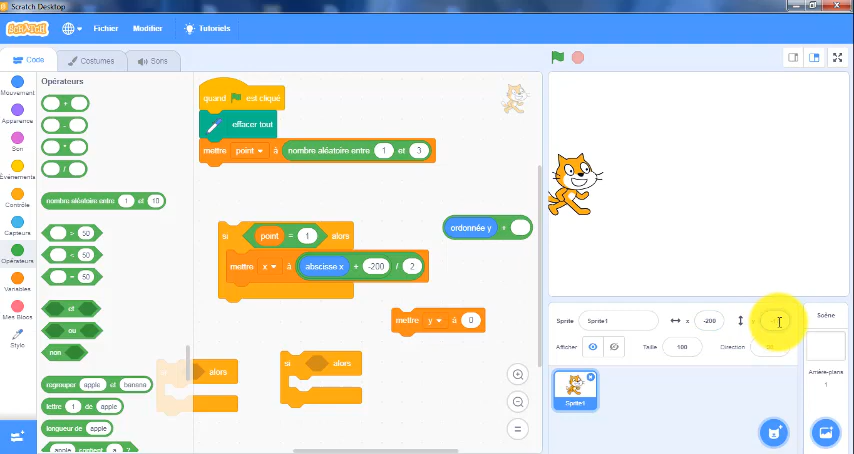 Scratch Desktop
SCRATCH
Fichier
Modifier
Tutoriels
Code
Costumes
Sons
Mouvement
Apparence
Son
Événements
Contrôle
Capteurs
Opérateurs
Variables
Mes Blocs
Stylo
Opérateurs
+
-
*
/
nombre aléatoire entre 1 et 10
> 50
< 50
= 50
et
ou
non
regrouper apple et banana
lettre 1 de apple
longueur de apple
quand est cliqué
effacer tout
mettre point à nombre aléatoire entre 1 et 3
si point = 1 alors
mettre x à abscisse x + -200 / 2
ordonnée y +
mettre y à 0
alors
si alors
Sprite Sprite1
x -200
y
Afficher
Taille 100
Direction
Sprite1
Scène
Arrière-plans
1